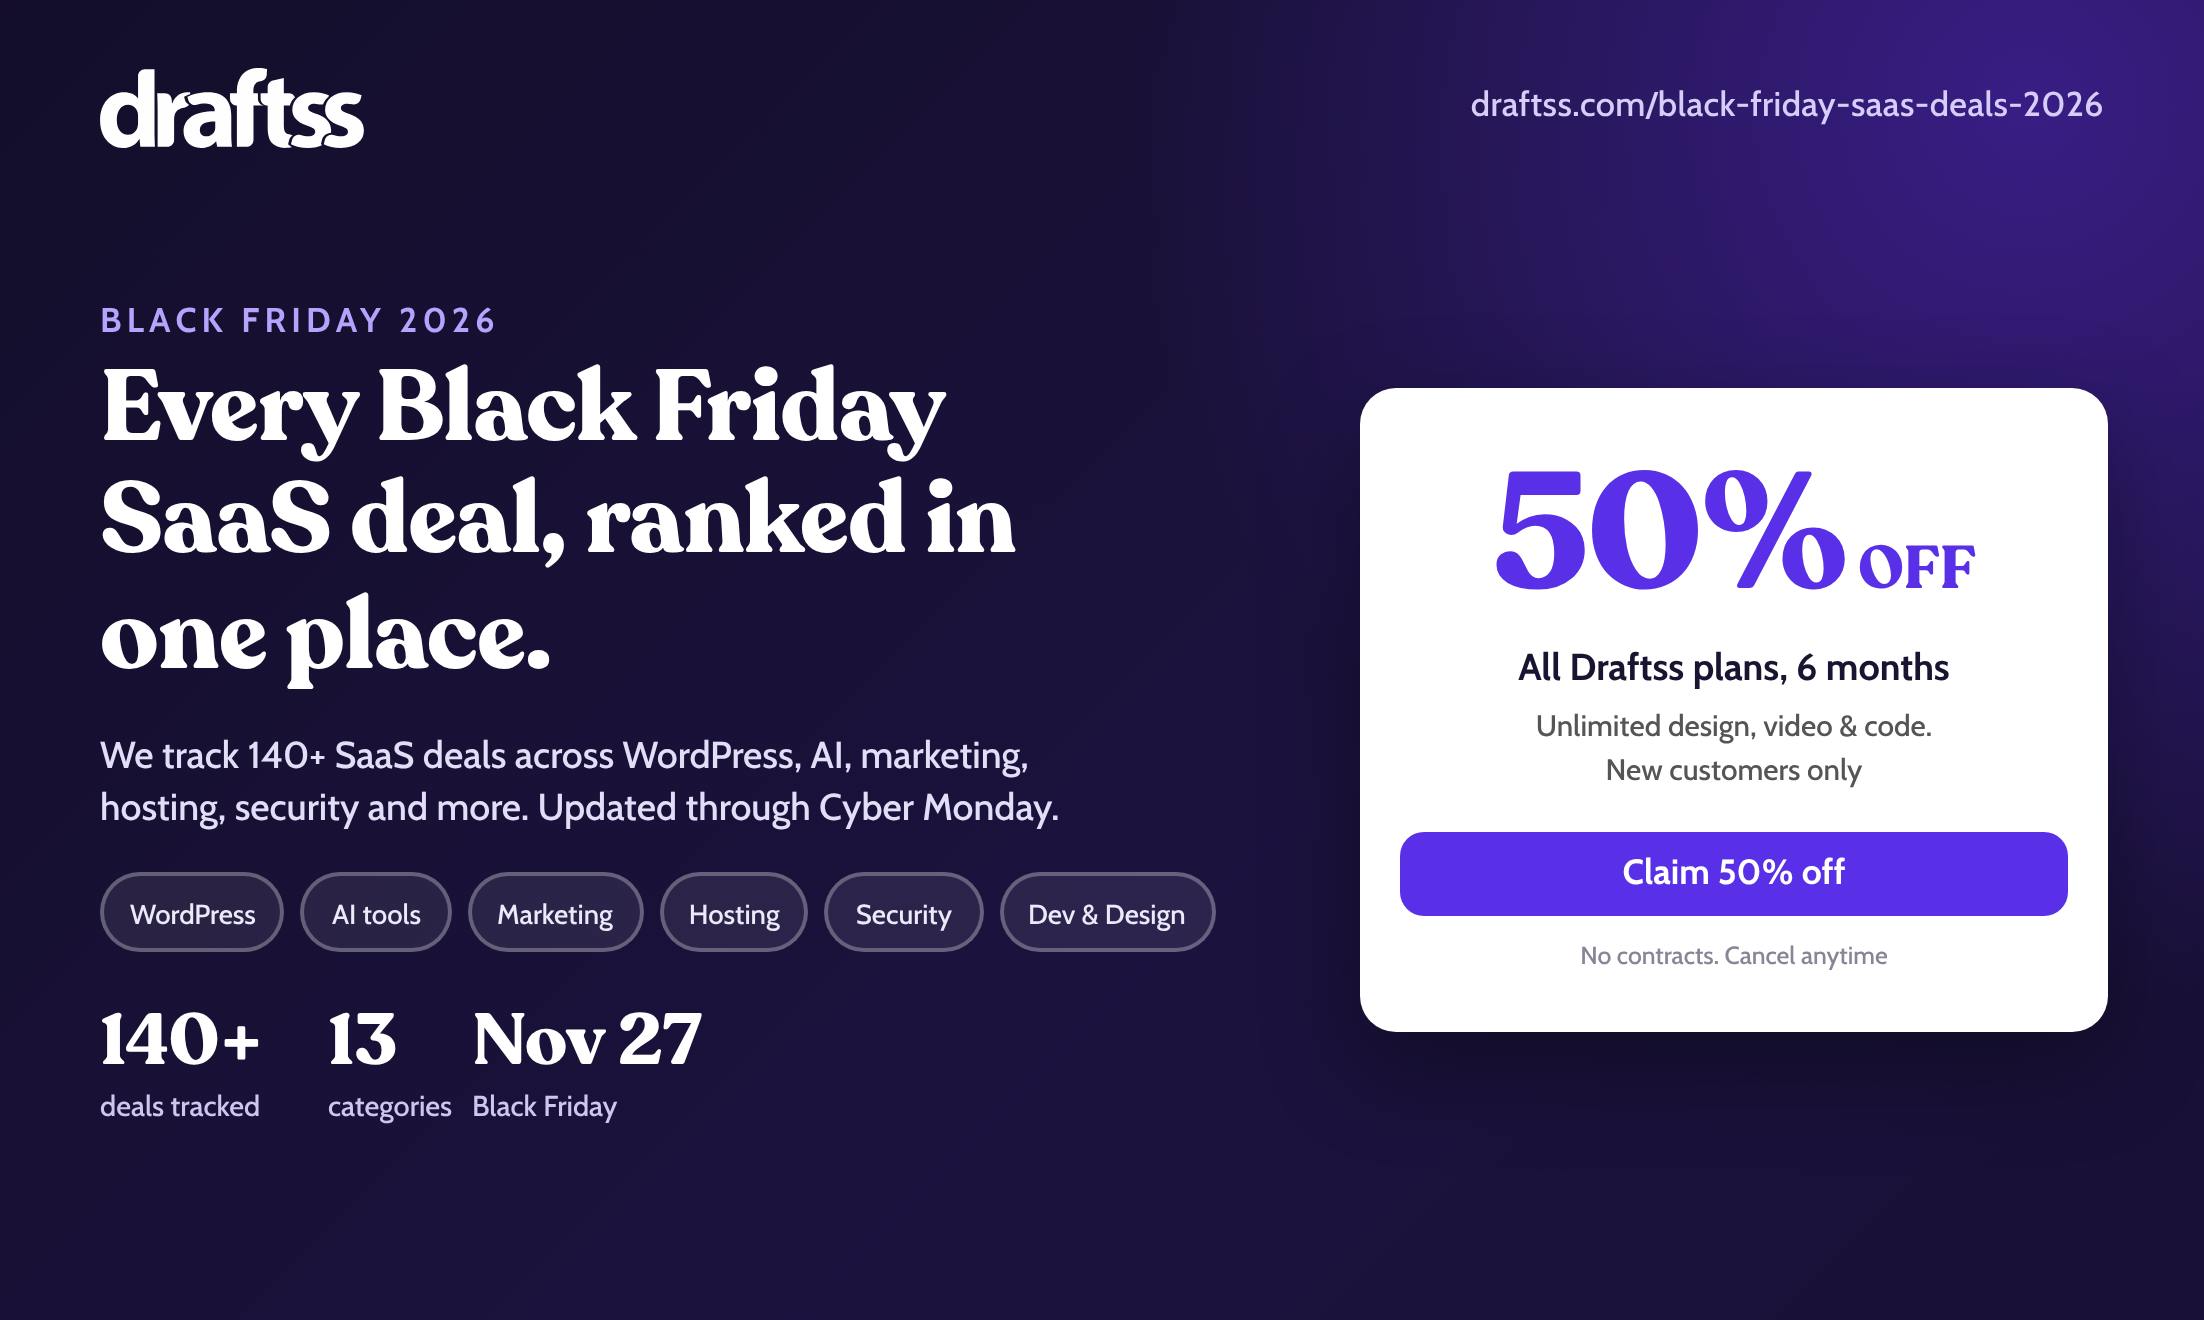 draftss
draftss.com/black-friday-saas-deals-2026
BLACK FRIDAY 2026
Every Black Friday
SaaS deal, ranked in
one place.
We track 140+ SaaS deals across WordPress, AI, marketing,
hosting, security and more. Updated through Cyber Monday.
WordPress
AI tools
Marketing
Hosting
Security
Dev & Design
140+
deals tracked
13
categories
Nov 27
Black Friday
50% OFF
All Draftss plans, 6 months
Unlimited design, video & code.
New customers only
Claim 50% off
No contracts. Cancel anytime